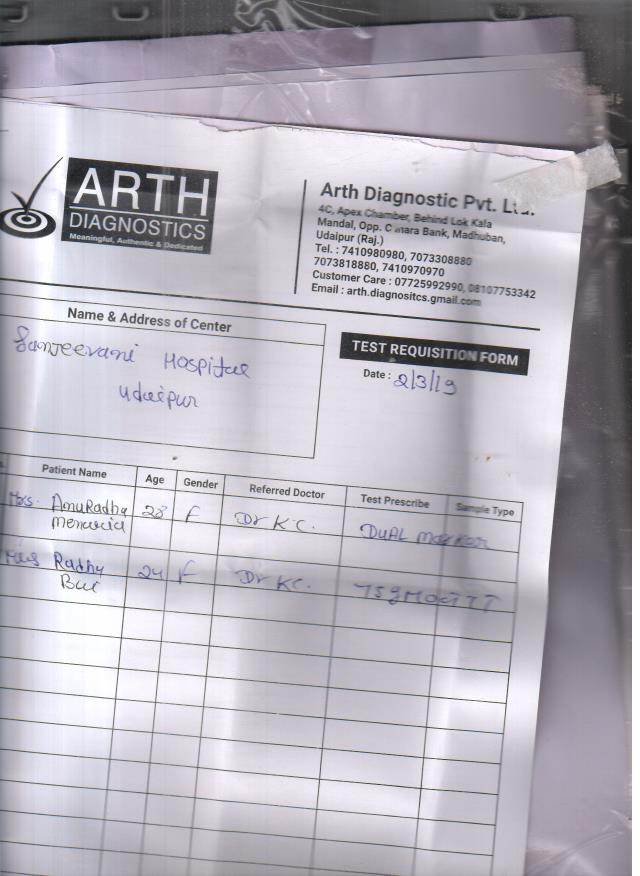 ARTH
DIAGNOSTICS
Meaningful, Authentic & Dedicated
Arth Diagnostic Pvt. Ltd.
4C, Apex Chamber, Behind Lok Kala
Mandal, Opp. C nara Bank, Madhuban,
Udaipur (Raj.)
Tel. : 7410980980, 7073308880
7073818880, 7410970970
Customer Care : 07725992990, 08107753342
Email : arth.diagnositcs.gmail.com
Name & Address of Center
Sanjeevani Hospital
Udaipur
TEST REQUISITION FORM
Date : 2/3/19
Patient Name Age Gender Referred Doctor Test Prescribe Sample Type
Mrs. AnuRadha 28 F Dr K.C. DUAL marker
menaria
Radha 24 F Dr K.C.
Bai